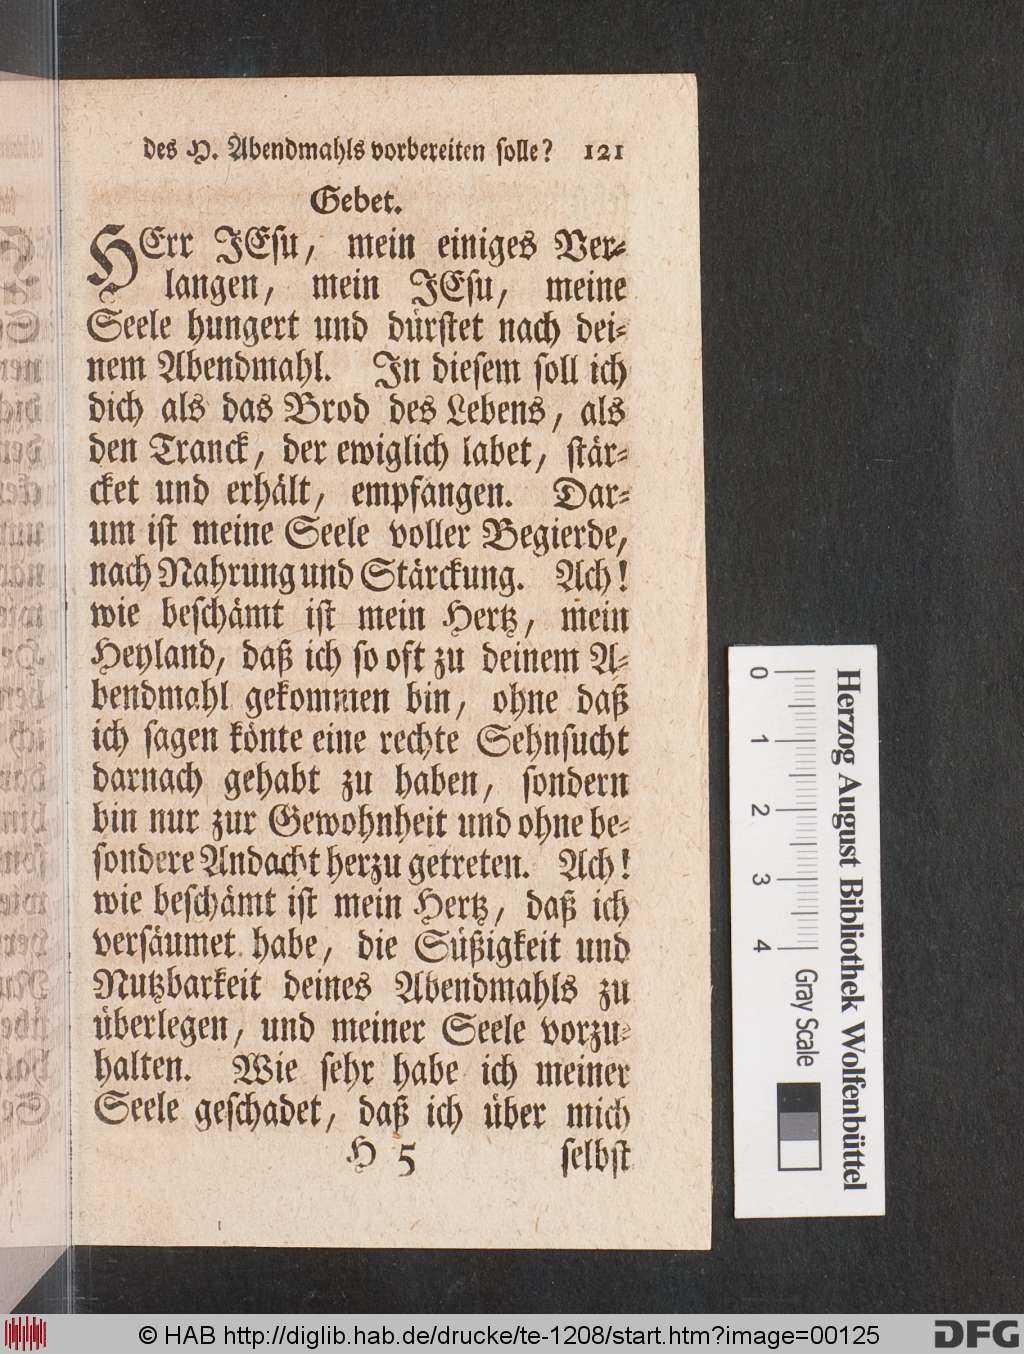 des H. Abendmahls vorbereiten solle? 121
Gebet.
HErr JEsu, mein einiges Ver-
langen, mein JEsu, meine
Seele hungert und dürstet nach dei-
nem Abendmahl. In diesem soll ich
dich als das Brod des Lebens, als
den Tranck, der ewiglich labet, stär-
cket und erhält, empfangen. Dar-
um ist meine Seele voller Begierde,
nach Nahrung und Stärckung. Ach!
wie beschämt ist mein Hertz, mein
Heyland, daß ich so oft zu deinem A-
bendmahl gekommen bin, ohne daß
ich sagen könte eine rechte Sehnsucht
darnach gehabt zu haben, sondern
bin nur zur Gewohnheit und ohne be-
sondere Andacht herzu getreten. Ach!
wie beschämt ist mein Hertz, daß ich
versäumet habe, die Süßigkeit und
Nutzbarkeit deines Abendmahls zu
überlegen, und meiner Seele vorzu-
halten. Wie sehr habe ich meiner
Seele geschadet, daß ich über mich
H 5 selbst
0 1 2 3 4 Gray Scale
Herzog August Bibliothek Wolfenbüttel
© HAB http://diglib.hab.de/drucke/te-1208/start.htm?image=00125
DFG